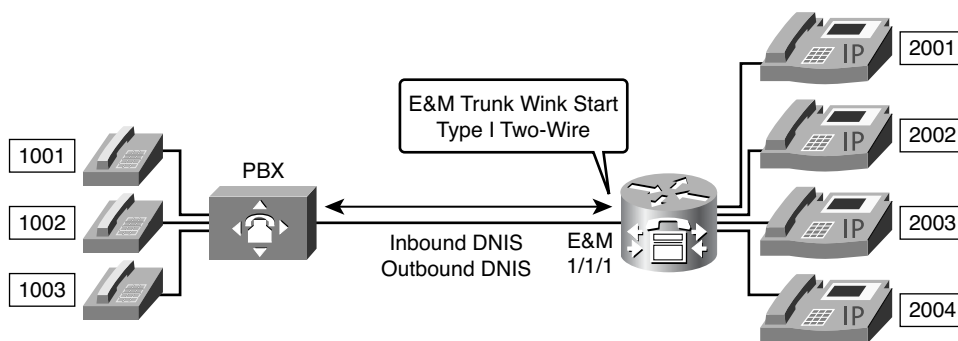 1001
1002
1003
PBX
Inbound DNIS
Outbound DNIS
E&M Trunk Wink Start
Type I Two-Wire
E&M
1/1/1
IP
2001
IP
2002
IP
2003
IP
2004